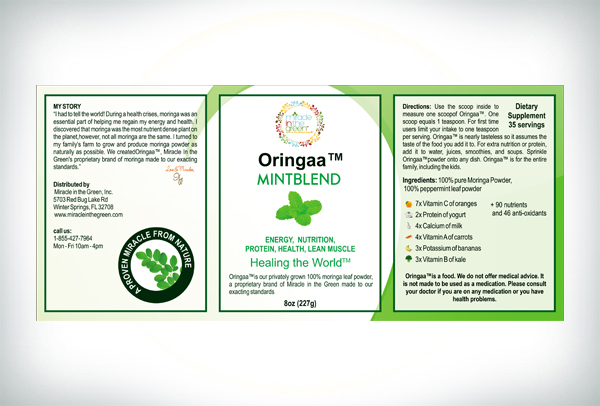 MY STORY
"I had to tell the world! During a health crises, moringa was an
essential part of helping me regain my energy and health. I
discovered that moringa was the most nutrient dense plant on
the planet,however, not all moringa are the same. I turned to
my family's farm to grow and produce moringa powder as
naturally as possible. We createdOringaa™, Miracle In the
Green's proprietary brand of moringa made to our exacting
standards."
Distributed by
Miracle in the Green, Inc.
5703 Red Bug Lake Rd
Winter Springs, FL 32708
www.miracleinthegreen.com
call us:
1-855-427-7964
Mon - Fri 10am - 4pm
A PROVEN MIRACLE FROM NATURE
miracle
in the
green
Oringaa™
MINTBLEND
ENERGY, NUTRITION,
PROTEIN, HEALTH, LEAN MUSCLE
Healing the World™
Oringaa™is our privately grown 100% moringa leaf powder,
a proprietary brand of Miracle in the Green made to our
exacting standards
8oz (227g)
Directions: Use the scoop inside to
measure one scoopof Oringaa™. One
scoop equals 1 teaspoon. For first time
users limit your intake to one teaspoon
per serving. Oringaa™ is nearly tasteless so it assumes the
taste of the food you add it to. For extra nutrition or protein,
add it to water, juices, smoothies, and soups. Sprinkle
Oringaa™powder onto any dish. Oringaa™ is for the entire
family, including the kids.
Dietary
Supplement
35 servings
Ingredients: 100% pure Moringa Powder,
100% peppermint leaf powder
7x Vitamin C of oranges
2x Protein of yogurt
4x Calcium of milk
4x Vitamin A of carrots
3x Potassium of bananas
3x Vitamin B of kale
+ 90 nutrients
and 46 anti-oxidants
Oringaa™is a food. We do not offer medical advice. It
is not made to be used as a medication. Please consult
your doctor if you are on any medication or you have
health problems.